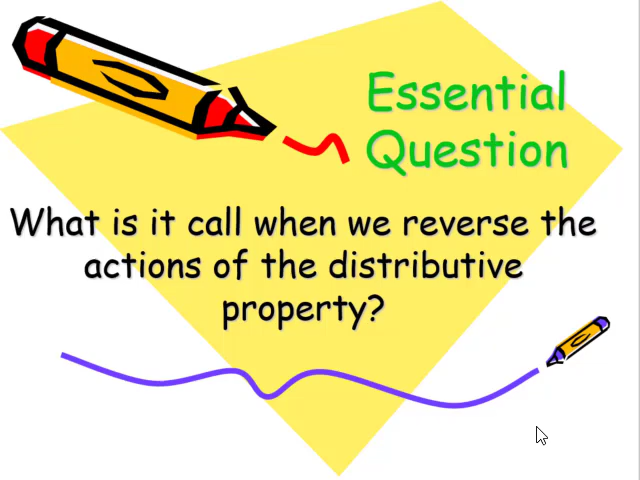 Essential
Question
What is it call when we reverse the
actions of the distributive
property?